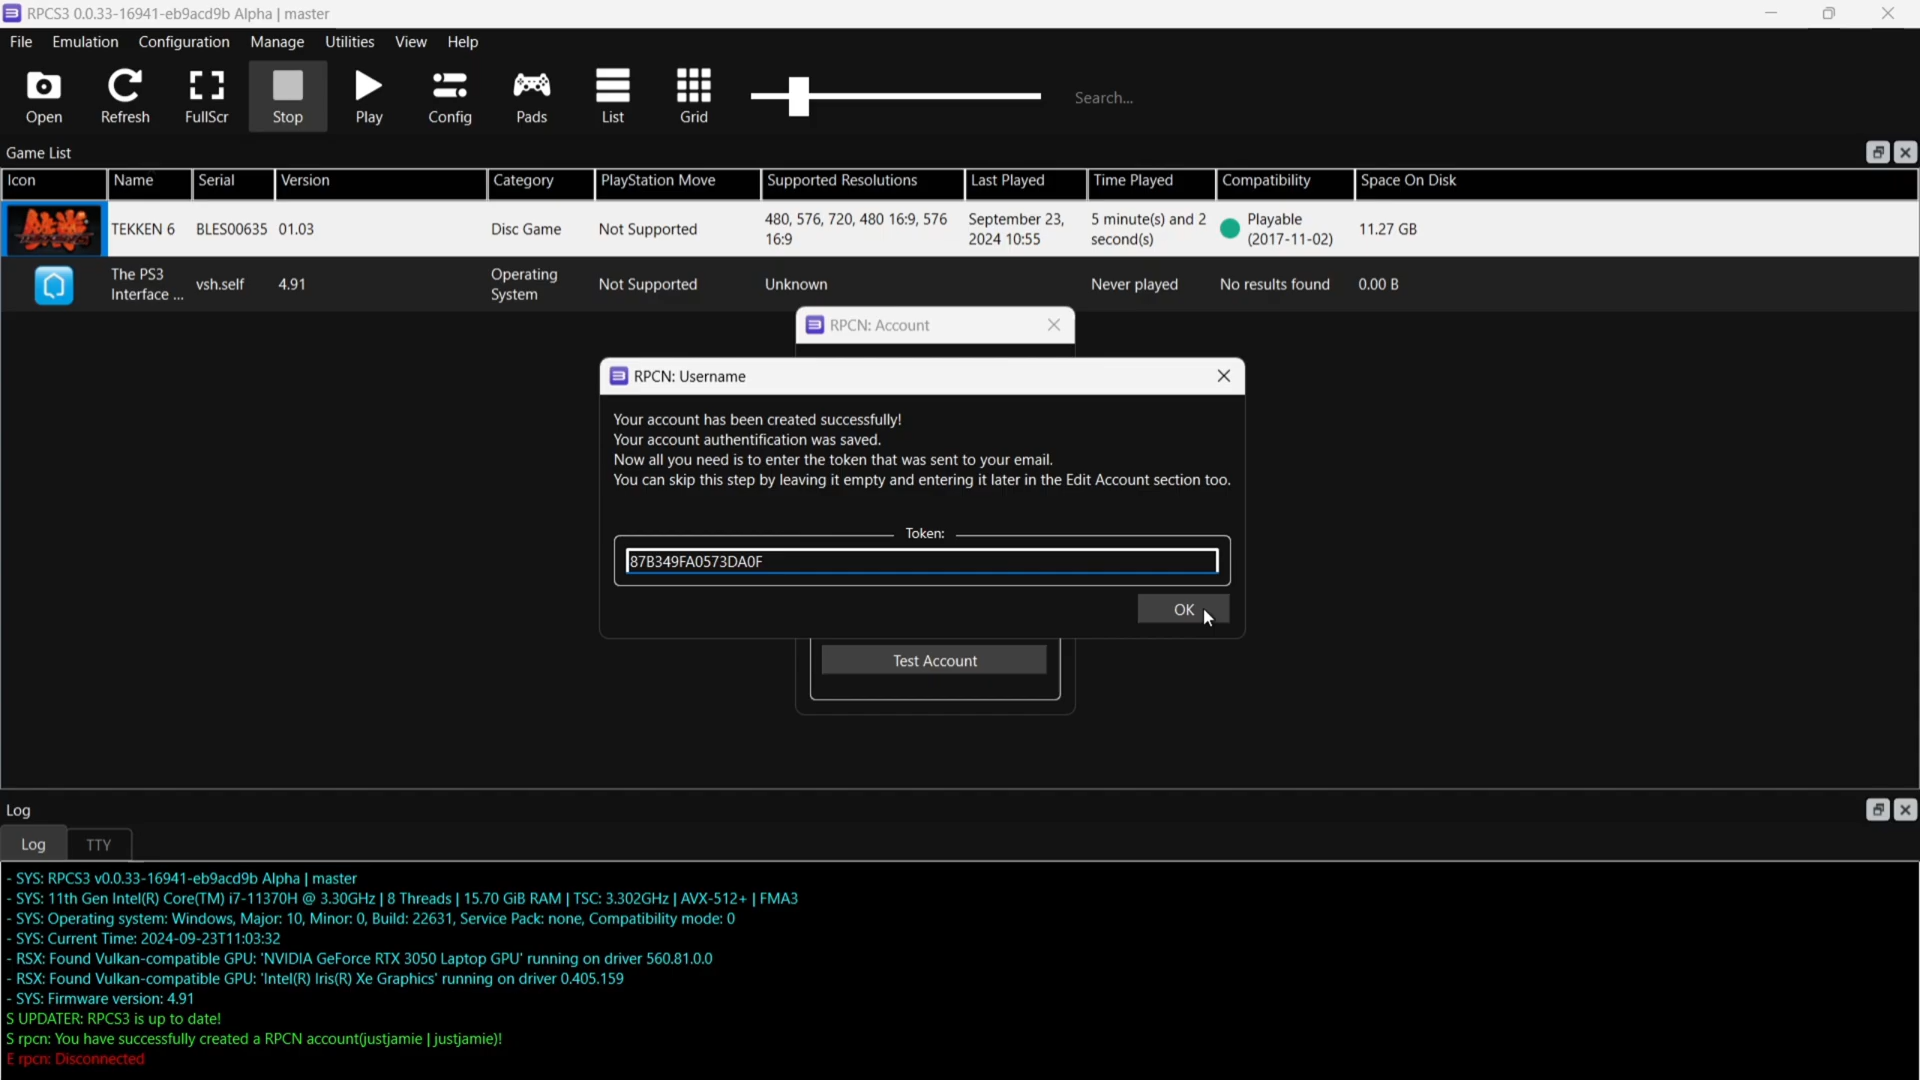 RPCS3 0.0.33-16941-eb9acd9b Alpha | master
File Emulation Configuration Manage Utilities View Help
Open Refresh FullScr Stop Play Config Pads List Grid Search...
Game List
Icon Name Serial Version Category PlayStation Move Supported Resolutions Last Played Time Played Compatibility Space On Disk
TEKKEN 6 BLES00635 01.03 Disc Game Not Supported 480, 576, 720, 480 16:9, 576 16:9 September 23, 2024 10:55 5 minute(s) and 2 second(s) Playable (2017-11-02) 11.27 GB
The PS3 Interface ... vsh.self 4.91 Operating System Not Supported Unknown Never played No results found 0.00 B
RPCN: Account
RPCN: Username
Your account has been created successfully!
Your account authentification was saved.
Now all you need is to enter the token that was sent to your email.
You can skip this step by leaving it empty and entering it later in the Edit Account section too.
Token:
87B349FA0573DA0F
OK
Test Account
Log
Log TTY
- SYS: RPCS3 v0.0.33-16941-eb9acd9b Alpha | master
- SYS: 11th Gen Intel(R) Core(TM) i7-11370H @ 3.30GHz | 8 Threads | 15.70 GiB RAM | TSC: 3.302GHz | AVX-512+ | FMA3
- SYS: Operating system: Windows, Major: 10, Minor: 0, Build: 22631, Service Pack: none, Compatibility mode: 0
- SYS: Current Time: 2024-09-23T11:03:32
- RSX: Found Vulkan-compatible GPU: 'NVIDIA GeForce RTX 3050 Laptop GPU' running on driver 560.81.0.0
- RSX: Found Vulkan-compatible GPU: 'Intel(R) Iris(R) Xe Graphics' running on driver 0.405.159
- SYS: Firmware version: 4.91
S UPDATER: RPCS3 is up to date!
S rpcn: You have successfully created a RPCN account(justjamie | justjamie)!
E rpcn: Disconnected